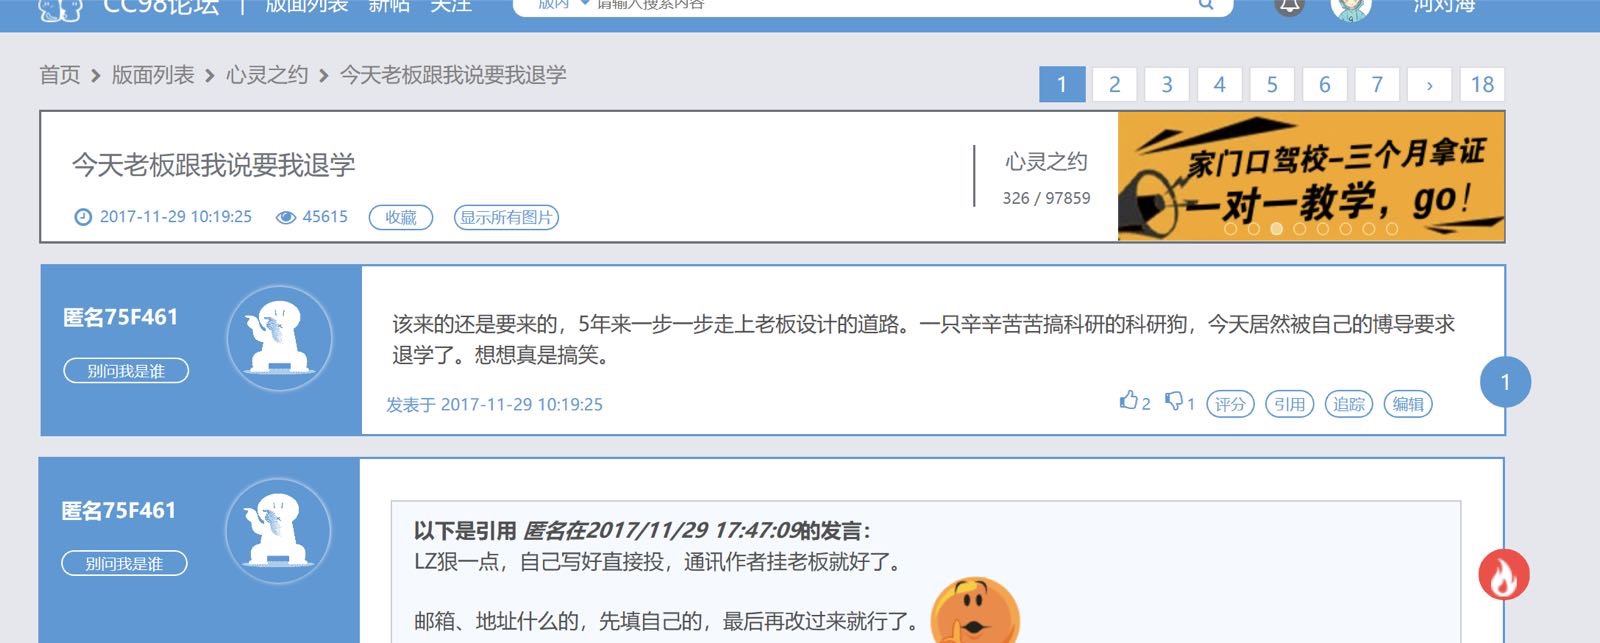 CC98论坛 | 版面列表 新帖 关注 版内 请输入搜索内容 河对海
首页 版面列表 心灵之约 今天老板跟我说要我退学
1 2 3 4 5 6 7 › 18
今天老板跟我说要我退学
2017-11-29 10:19:25 45615 收藏 显示所有图片
心灵之约
326 / 97859
家门口驾校-三个月拿证
一对一教学，go!
匿名75F461
别问我是谁
该来的还是要来的，5年来一步一步走上老板设计的道路。一只辛辛苦苦搞科研的科研狗，今天居然被自己的博导要求
退学了。想想真是搞笑。
发表于 2017-11-29 10:19:25
2 1 评分 引用 追踪 编辑
1
匿名75F461
别问我是谁
以下是引用 匿名在2017/11/29 17:47:09的发言：
LZ狠一点，自己写好直接投，通讯作者挂老板就好了。
邮箱、地址什么的，先填自己的，最后再改过来就行了。